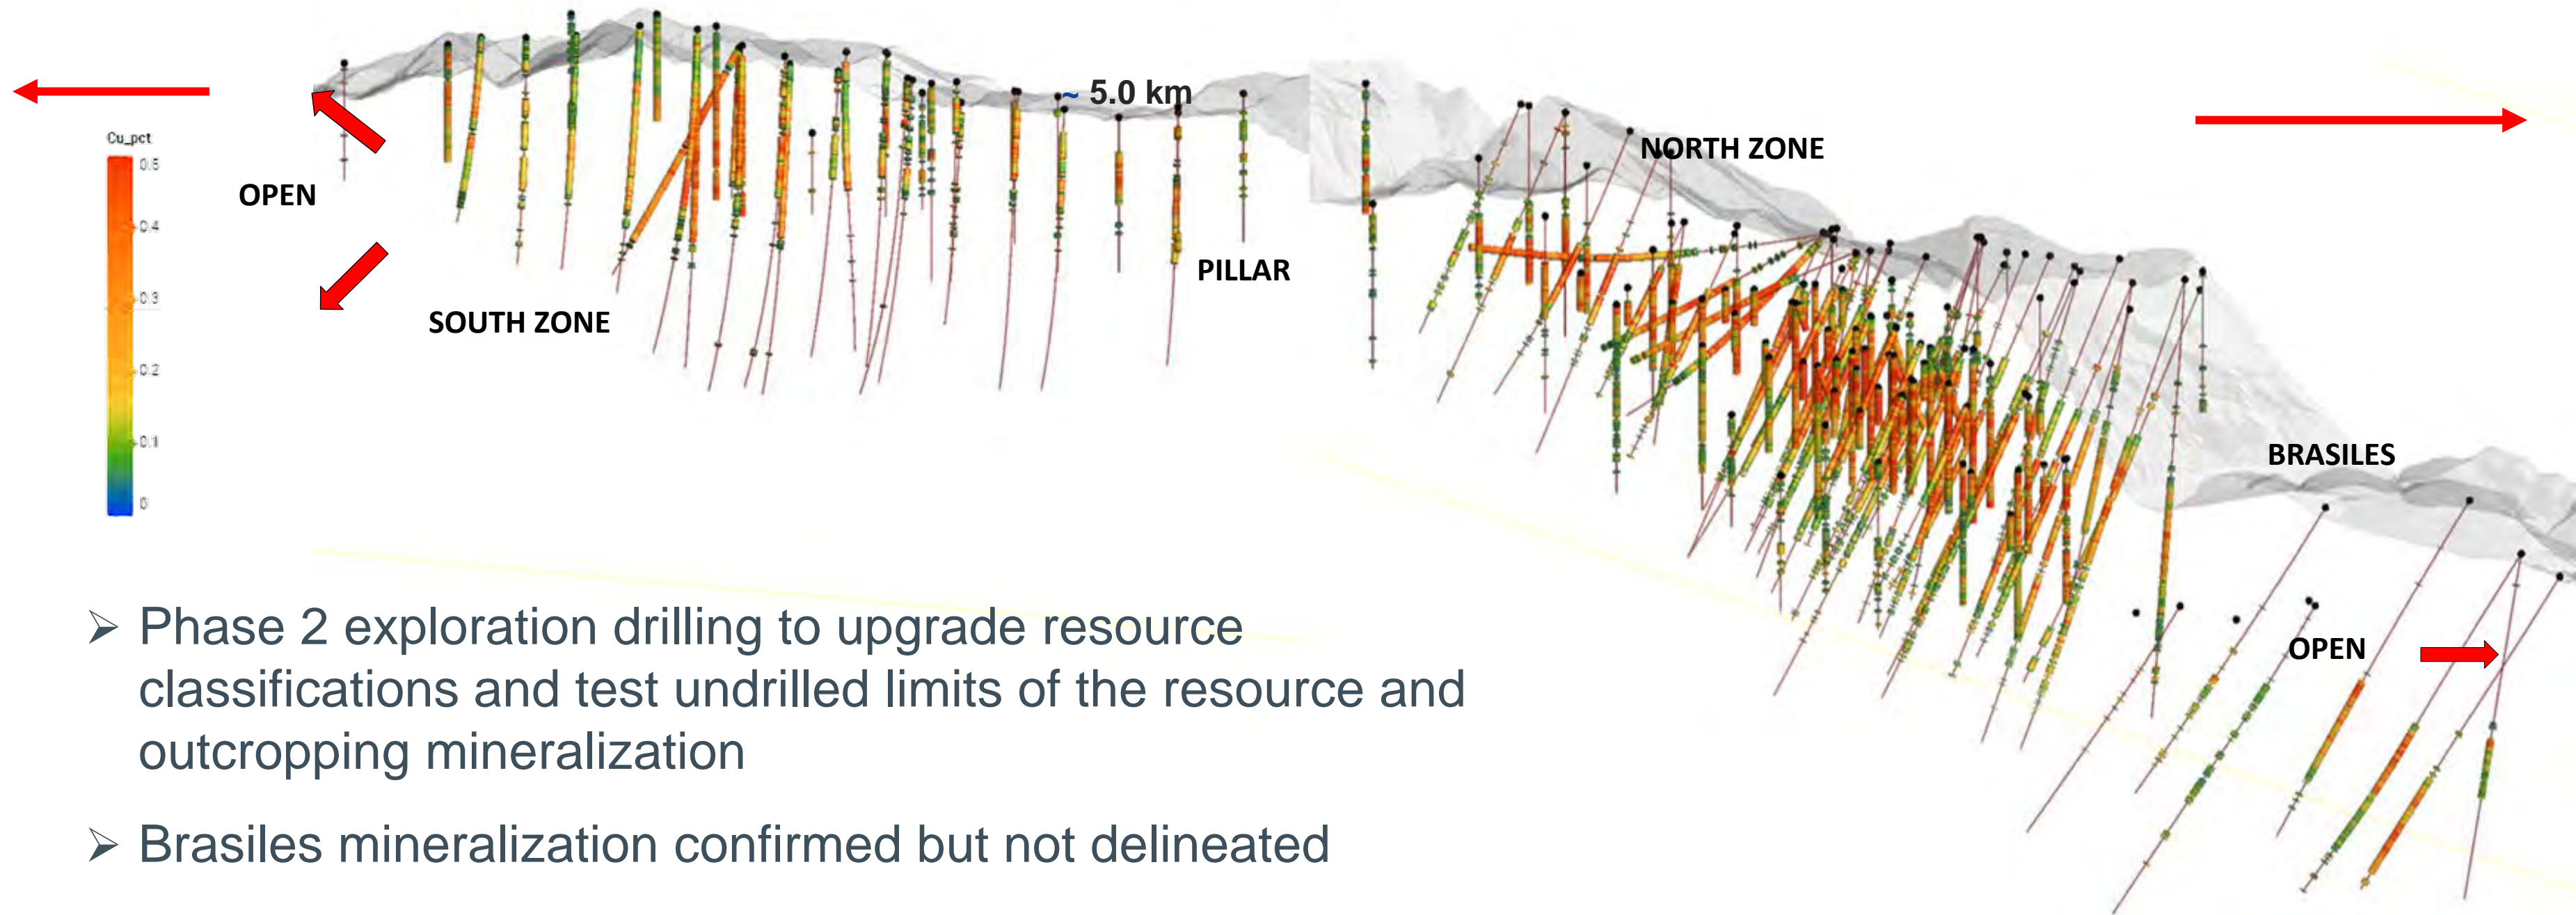 ~ 5.0 km
NORTH ZONE
Cu_pct
0.5
0.4
0.3
0.2
0.1
0
OPEN
PILLAR
SOUTH ZONE
BRASILES
OPEN
➢ Phase 2 exploration drilling to upgrade resource
classifications and test undrilled limits of the resource and
outcropping mineralization
➢ Brasiles mineralization confirmed but not delineated